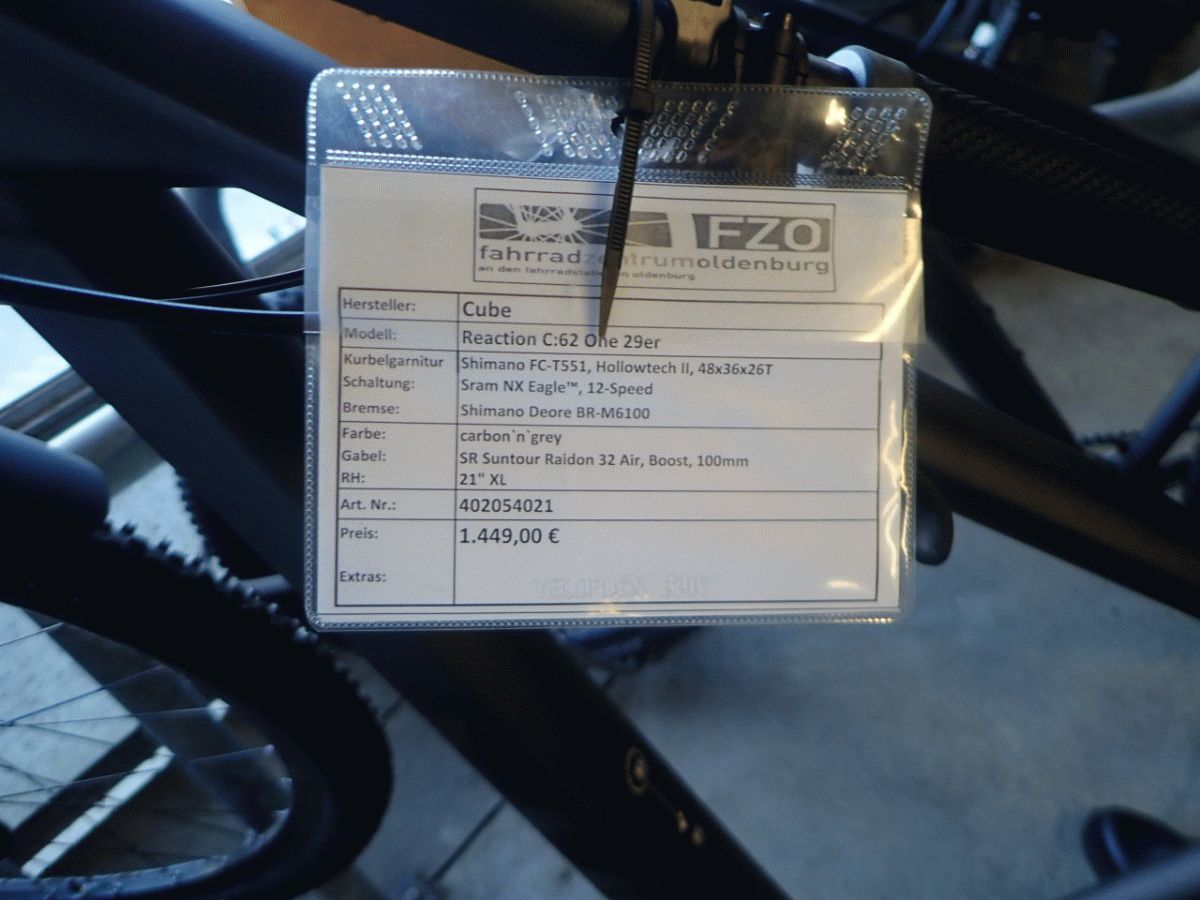 FZO
fahrradzentrumoldenburg
an den fahrradstationen oldenburg
Hersteller: Cube
Modell: Reaction C:62 One 29er
Kurbelgarnitur Shimano FC-T551, Hollowtech II, 48x36x26T
Schaltung: Sram NX Eagle™, 12-Speed
Bremse: Shimano Deore BR-M6100
Farbe: carbon`n`grey
Gabel: SR Suntour Raidon 32 Air, Boost, 100mm
RH: 21" XL
Art. Nr.: 402054021
Preis: 1.449,00 €
Extras: